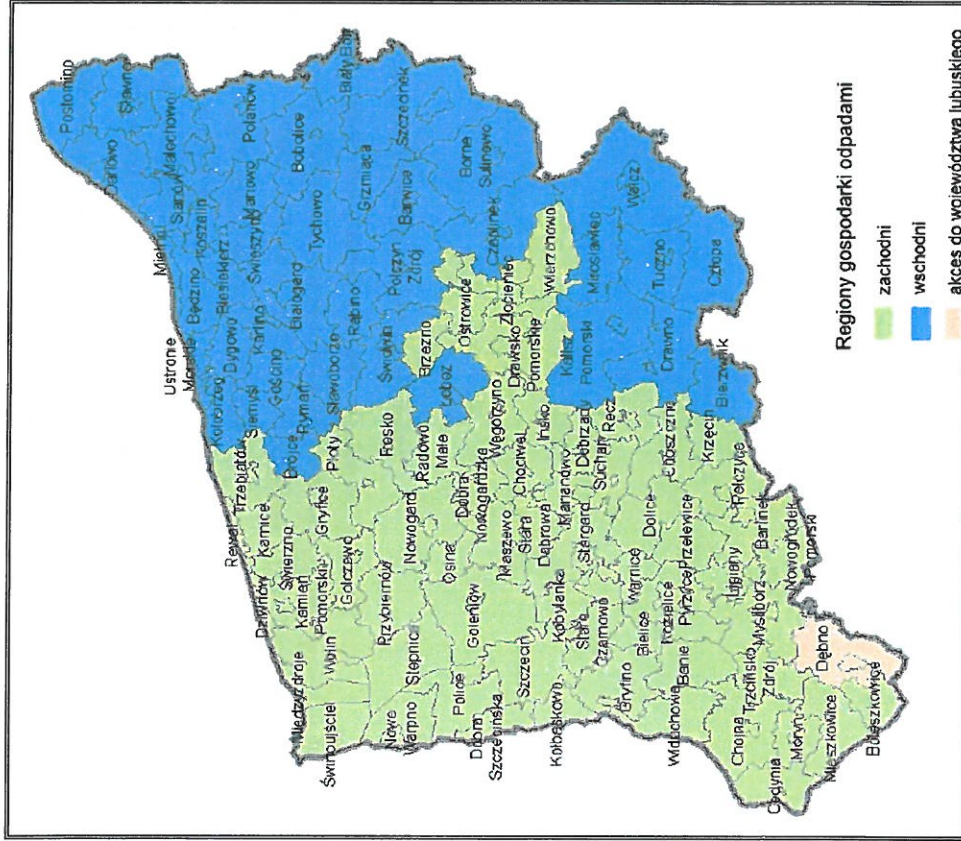 Postomino
Darłowo
Sławno
Malechowo
Mielno
Sianów
Ustronie
Morskie
Będzino
Koszalin
Polanów
Kołobrzeg
Dygowo
Biesiekierz
Świeszyno
Manowo
Biały Bór
Rewal
Trzebiatów
Siemyśl
Karlino
Gościno
Białogard
Tychowo
Bobolice
Dziwnów
Karnice
Brojce
Rymań
Sławoborze
Rąbino
Grzmiąca
Szczecinek
Międzyzdroje
Świerzno
Kamień
Pomorski
Gryfice
Płoty
Świdwin
Połczyn
Zdrój
Barwice
Świnoujście
Wolin
Golczewo
Resko
Brzeżno
Borne
Sulinowo
Przybiernów
Nowogard
Radowo
Małe
Łobez
Ostrowice
Czaplinek
Nowe
Warpno
Stepnica
Osina
Dobra
Nowogardzka
Węgorzyno
Złocieniec
Drawsko
Pomorskie
Wierzchowo
Police
Goleniów
Maszewo
Chociwel
Dobra
Szczecińska
Szczecin
Stara
Dąbrowa
Ińsko
Kalisz
Pomorski
Mirosławiec
Wałcz
Kołbaskowo
Kobylanka
Marianowo
Stargard
Dobrzany
Suchań
Recz
Stare
Czarnowo
Tuczno
Gryfino
Warnice
Dolice
Drawno
Bielice
Człopa
Widuchowa
Banie
Kozielice
Pyrzyce
Przelewice
Choszczno
Krzęcin
Bierzwnik
Chojna
Trzcińsko
Zdrój
Lipiany
Pełczyce
Cedynia
Moryń
Myślibórz
Barlinek
Mieszkowice
Dębno
Nowogródek
Pomorski
Boleszkowice
Regiony gospodarki odpadami
zachodni
wschodni
akces do województwa lubuskiego